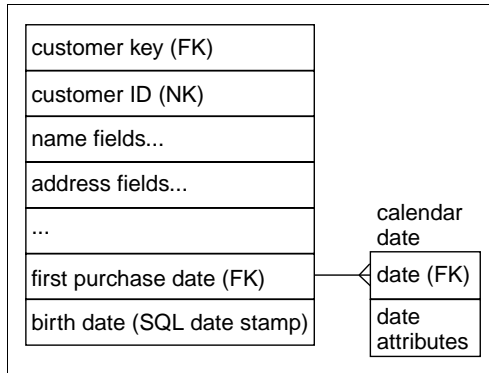 customer key (FK)
customer ID (NK)
name fields...
address fields...
...
first purchase date (FK)
birth date (SQL date stamp)
calendar
date
date (FK)
date
attributes